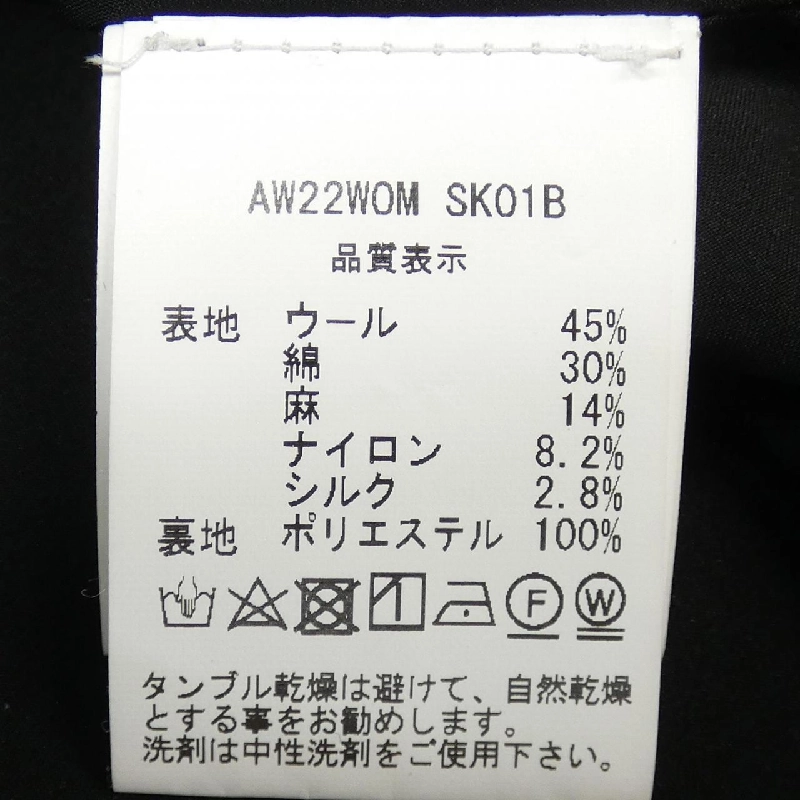 AW22WOM SK01B
品質表示
表地 ウール 45%
綿 30%
麻 14%
ナイロン 8.2%
シルク 2.8%
裏地 ポリエステル 100%
F W
タンブル乾燥は避けて、自然乾燥
とする事をお勧めします。
洗剤は中性洗剤をご使用下さい。